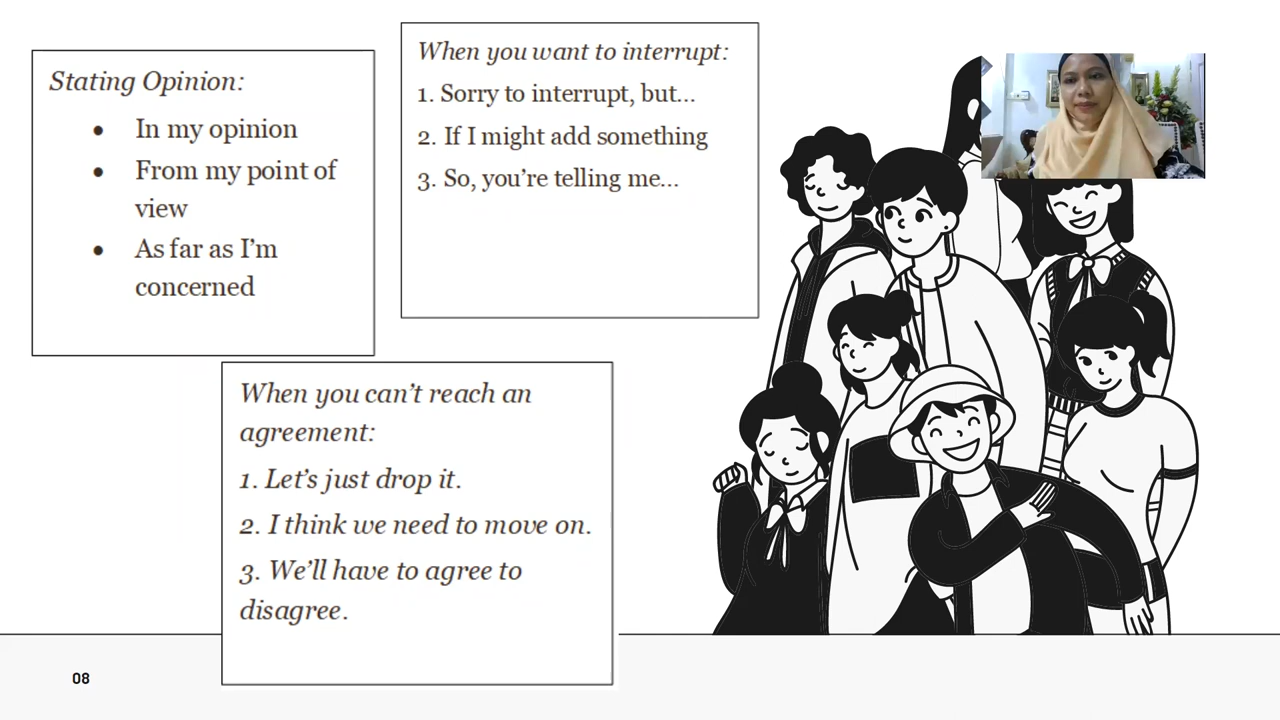 Stating Opinion:
• In my opinion
• From my point of
view
• As far as I’m
concerned
When you want to interrupt:
1. Sorry to interrupt, but...
2. If I might add something
3. So, you’re telling me...
When you can’t reach an
agreement:
1. Let’s just drop it.
2. I think we need to move on.
3. We’ll have to agree to
disagree.
08